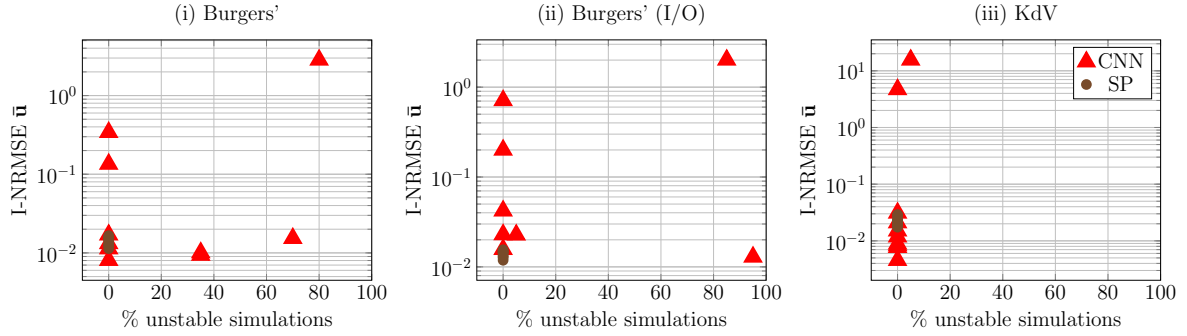 (i) Burgers'
I-NRMSE ū
10^0
10^−1
10^−2
0 20 40 60 80 100
% unstable simulations
(ii) Burgers' (I/O)
I-NRMSE ū
10^0
10^−1
10^−2
0 20 40 60 80 100
% unstable simulations
(iii) KdV
I-NRMSE ū
10^1
10^0
10^−1
10^−2
0 20 40 60 80 100
% unstable simulations
CNN
SP